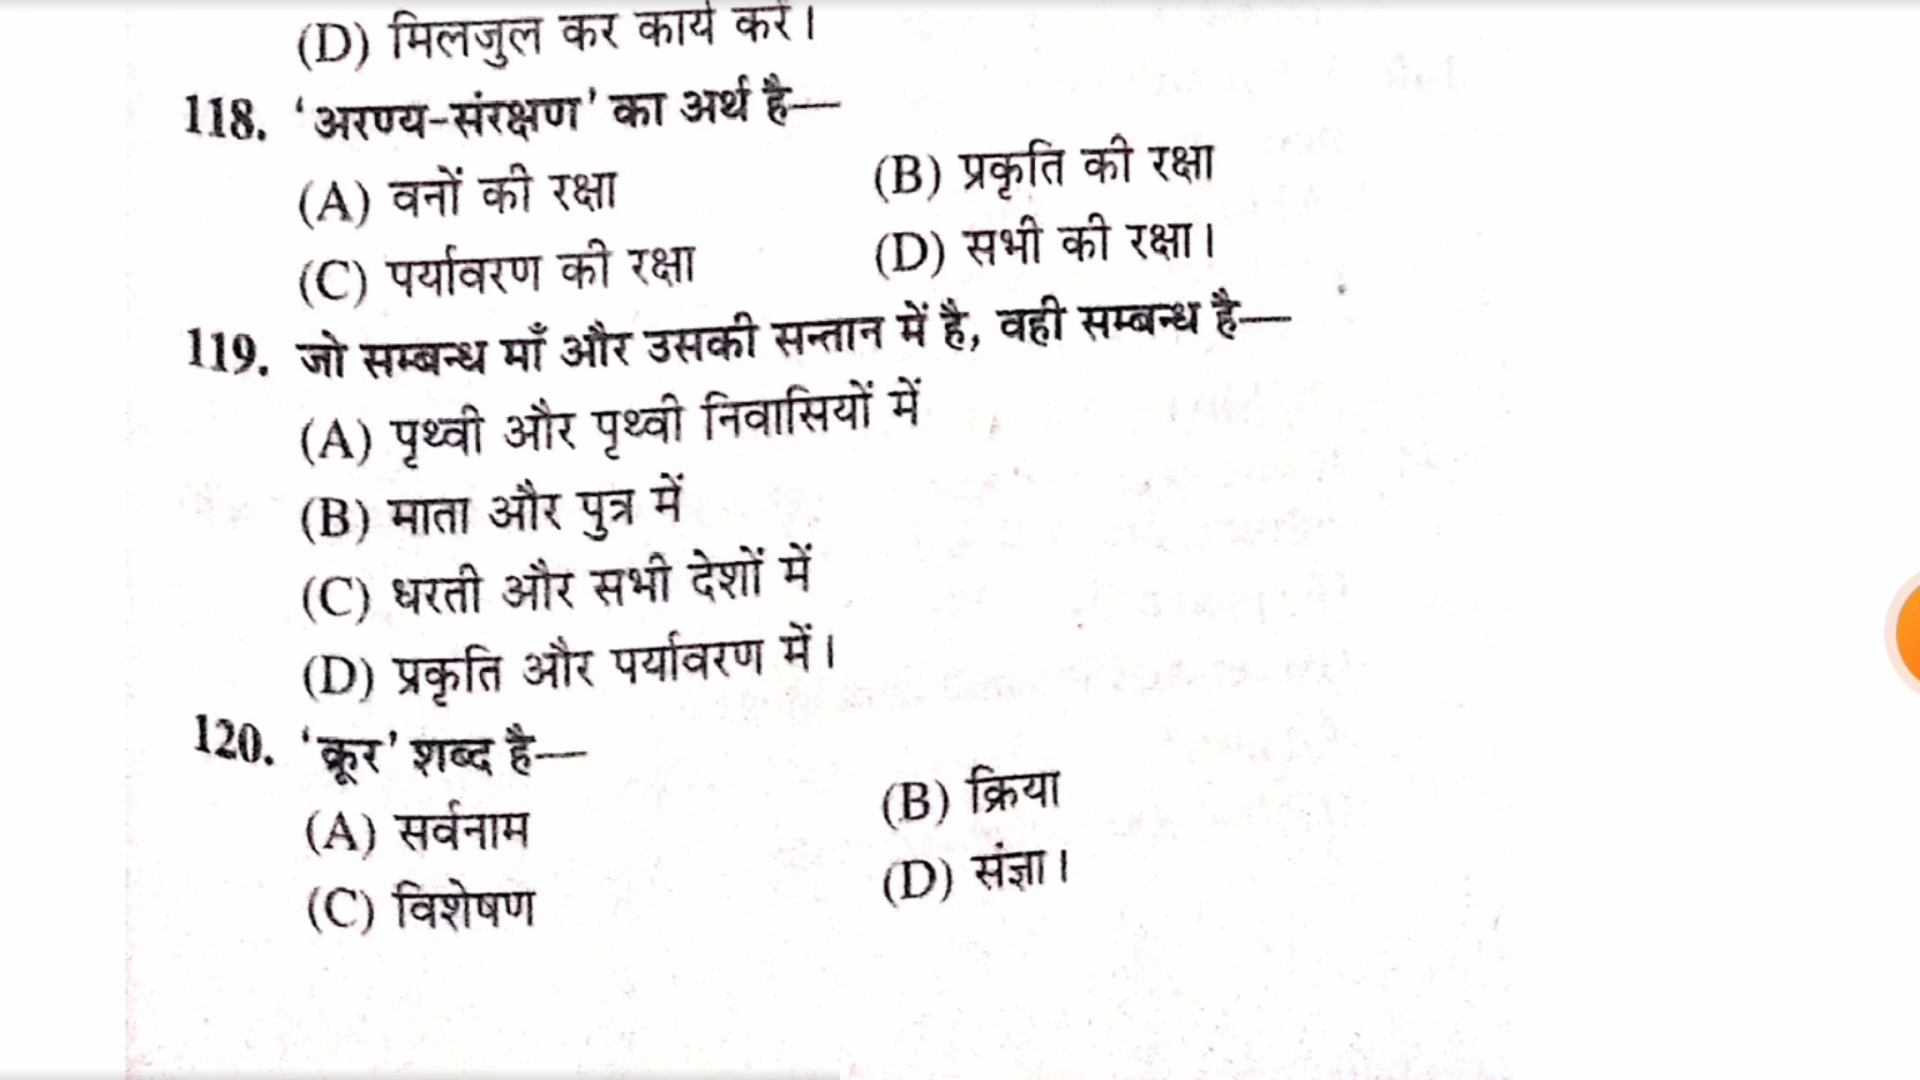 (D) मिलजुल कर कार्य करें।
118. ‘अरण्य-संरक्षण’ का अर्थ है—
(A) वनों की रक्षा (B) प्रकृति की रक्षा
(C) पर्यावरण की रक्षा (D) सभी की रक्षा।
119. जो सम्बन्ध माँ और उसकी सन्तान में है, वही सम्बन्ध है—
(A) पृथ्वी और पृथ्वी निवासियों में
(B) माता और पुत्र में
(C) धरती और सभी देशों में
(D) प्रकृति और पर्यावरण में।
120. ‘क्रूर’ शब्द है—
(A) सर्वनाम (B) क्रिया
(C) विशेषण (D) संज्ञा।